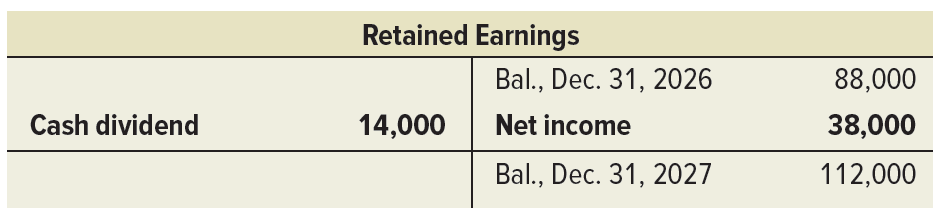 Retained Earnings
Bal., Dec. 31, 2026 88,000
Cash dividend 14,000 Net income 38,000
Bal., Dec. 31, 2027 112,000